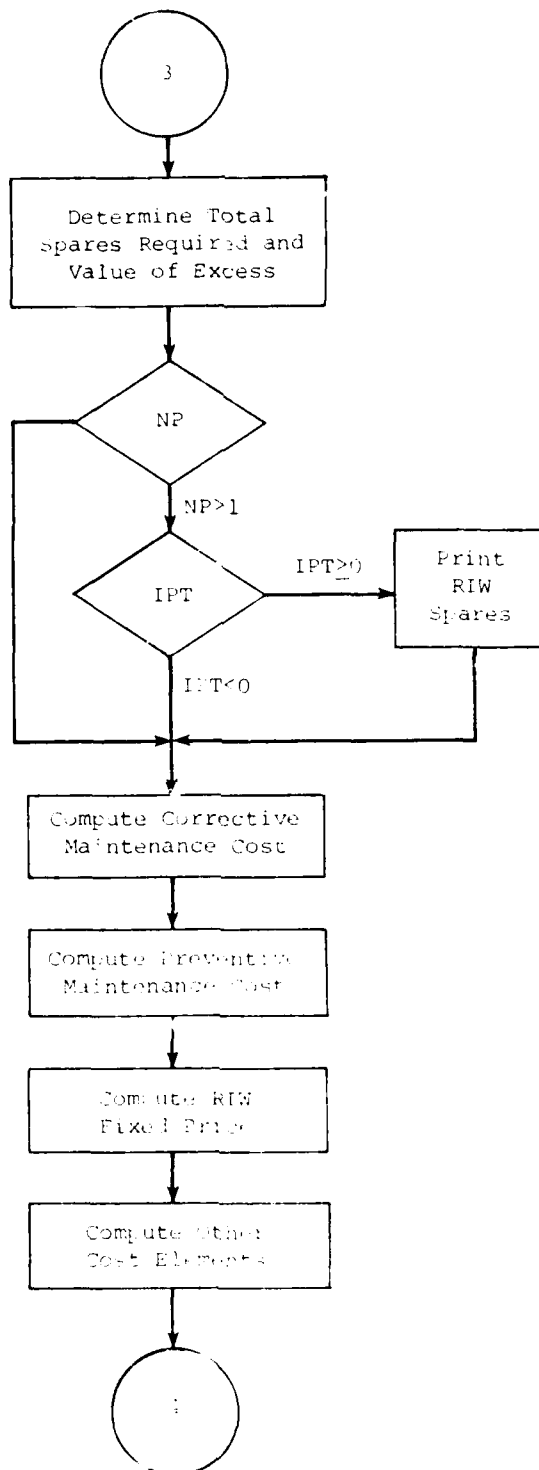 3
Determine Total
Spares Required and
Value of Excess
NP
NP>1
IPT
IPT≥0
Print
RIW
Spares
IPT<0
Compute Corrective
Maintenance Cost
Compute Preventive
Maintenance Cost
Compute RIW
Fixed Price
Compute Other
Cost Elements